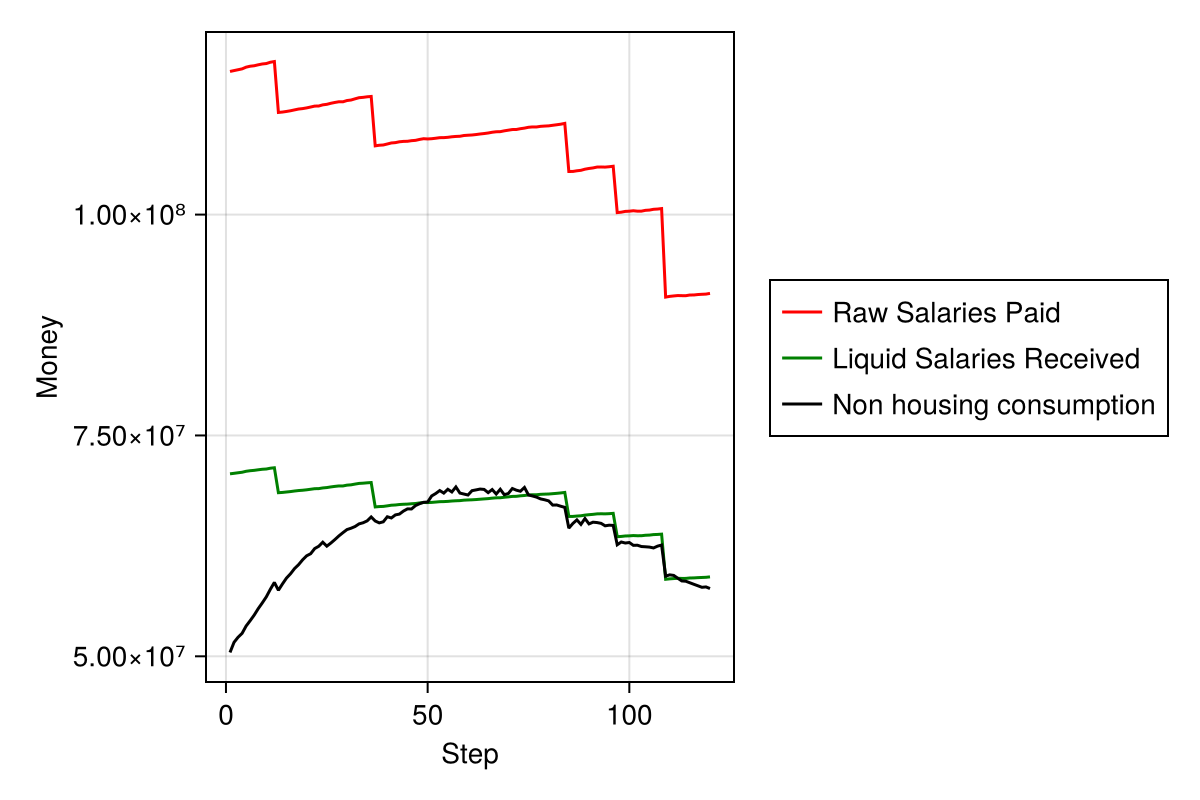 1.00×10⁸
7.50×10⁷
5.00×10⁷
Money
0 50 100
Step
Raw Salaries Paid
Liquid Salaries Received
Non housing consumption